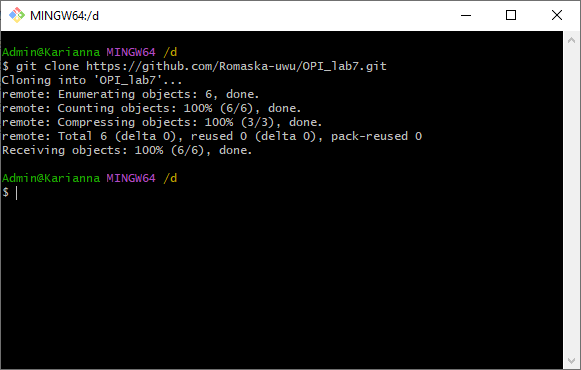 MINGW64:/d
Admin@Karianna MINGW64 /d
$ git clone https://github.com/Romaska-uwu/OPI_lab7.git
Cloning into 'OPI_lab7'...
remote: Enumerating objects: 6, done.
remote: Counting objects: 100% (6/6), done.
remote: Compressing objects: 100% (3/3), done.
remote: Total 6 (delta 0), reused 0 (delta 0), pack-reused 0
Receiving objects: 100% (6/6), done.
Admin@Karianna MINGW64 /d
$